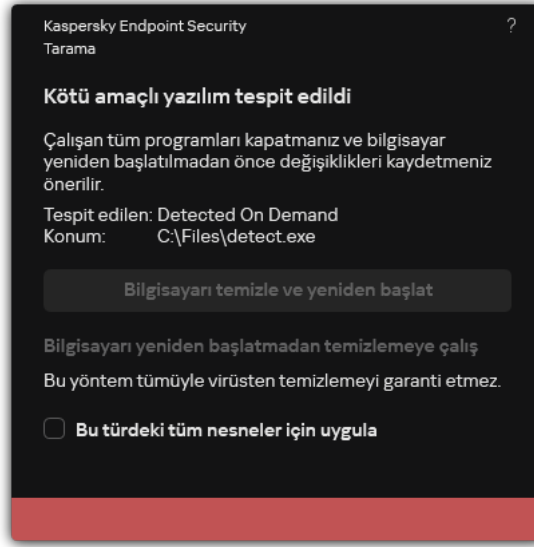 Kaspersky Endpoint Security
?
Tarama
Kötü amaçlı yazılım tespit edildi
Çalışan tüm programları kapatmanız ve bilgisayar
yeniden başlatılmadan önce değişiklikleri kaydetmeniz
önerilir.
Tespit edilen: Detected On Demand
Konum: C:\Files\detect.exe
Bilgisayarı temizle ve yeniden başlat
Bilgisayarı yeniden başlatmadan temizlemeye çalış
Bu yöntem tümüyle virüsten temizlemeyi garanti etmez.
Bu türdeki tüm nesneler için uygula